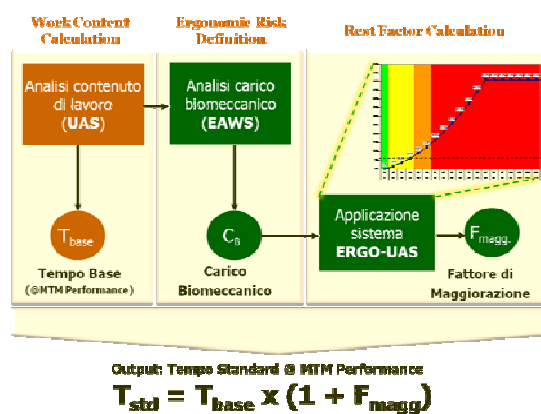 Work Content
Calculation
Ergonomic Risk
Definition
Rest Factor Calculation
Analisi contenuto
di lavoro
(UAS)
Analisi carico
biomeccanico
(EAWS)
Applicazione
sistema
ERGO-UAS
Tbase
CB
Fmagg.
Tempo Base
(@MTM Performance)
Carico
Biomeccanico
Fattore di
Maggiorazione
Output: Tempo Standard @ MTM Performance
Tstd = Tbase x (1 + Fmagg)